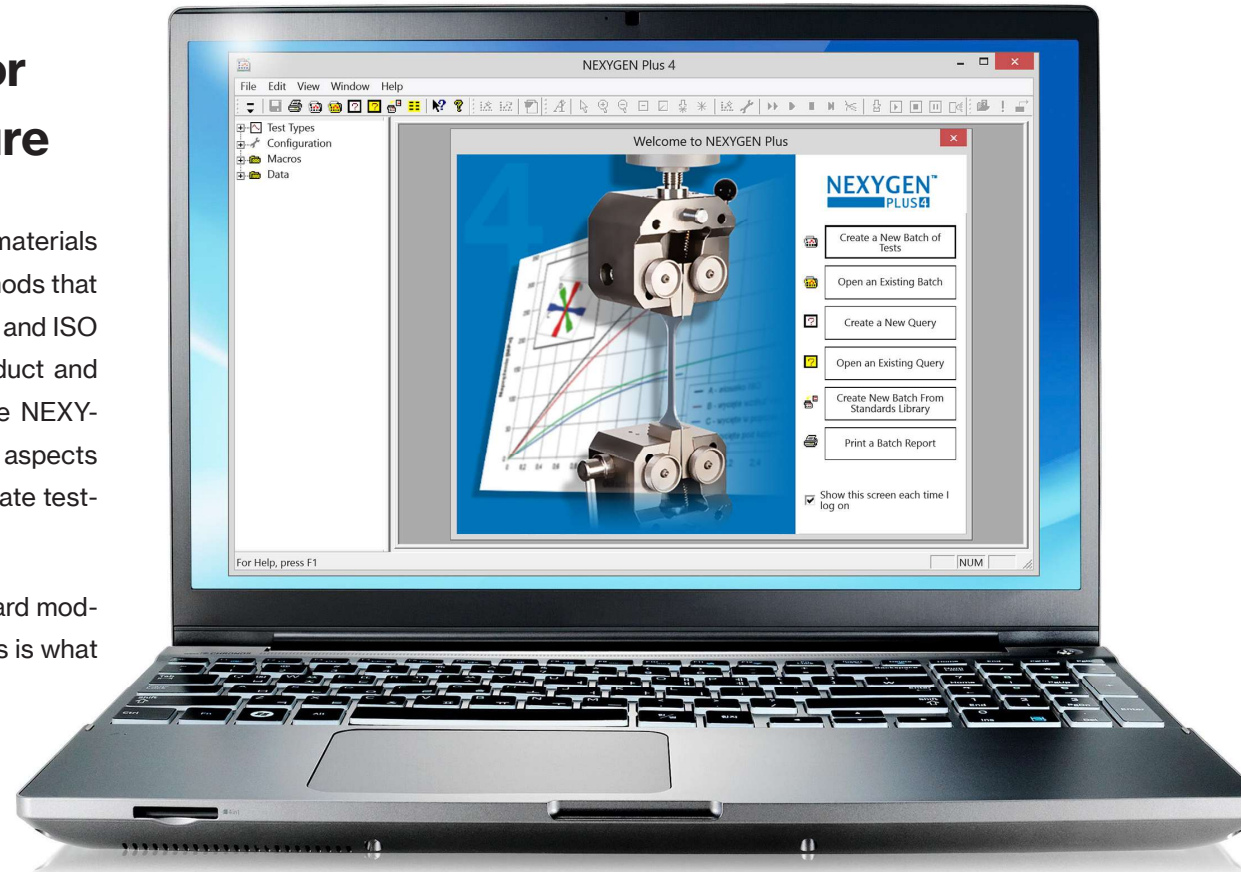 or
ure
materials
hods that
and ISO
duct and
e NEXY-
aspects
ate test-
ard mod-
s is what
NEXYGEN Plus 4
File Edit View Window Help
Test Types
Configuration
Macros
Data
Welcome to NEXYGEN Plus
4
NEXYGEN™
PLUS4
Create a New Batch of
Tests
Open an Existing Batch
Create a New Query
Open an Existing Query
Create New Batch From
Standards Library
Print a Batch Report
Show this screen each time I
log on
For Help, press F1
NUM